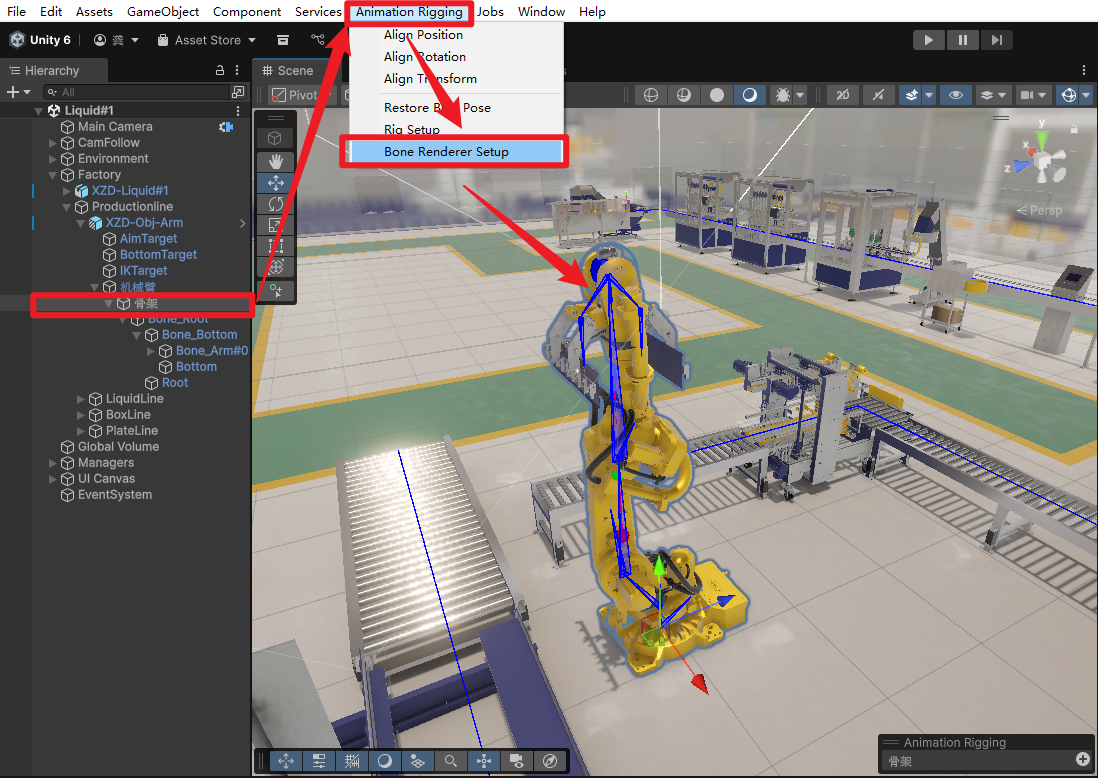 File Edit Assets GameObject Component Services Animation Rigging Jobs Window Help
Unity 6 Asset Store
Align Position
Align Rotation
Align Transform
Restore Bind Pose
Rig Setup
Bone Renderer Setup
Hierarchy
All
Liquid#1
Main Camera
CamFollow
Environment
Factory
XZD-Liquid#1
Productionline
XZD-Obj-Arm
AimTarget
BottomTarget
IKTarget
机械臂
骨架
Bone_Root
Bone_Bottom
Bone_Arm#0
Bottom
Root
LiquidLine
BoxLine
PlateLine
Global Volume
Managers
UI Canvas
EventSystem
Scene
Pivot
2D
y
x
z
Persp
Animation Rigging
骨架